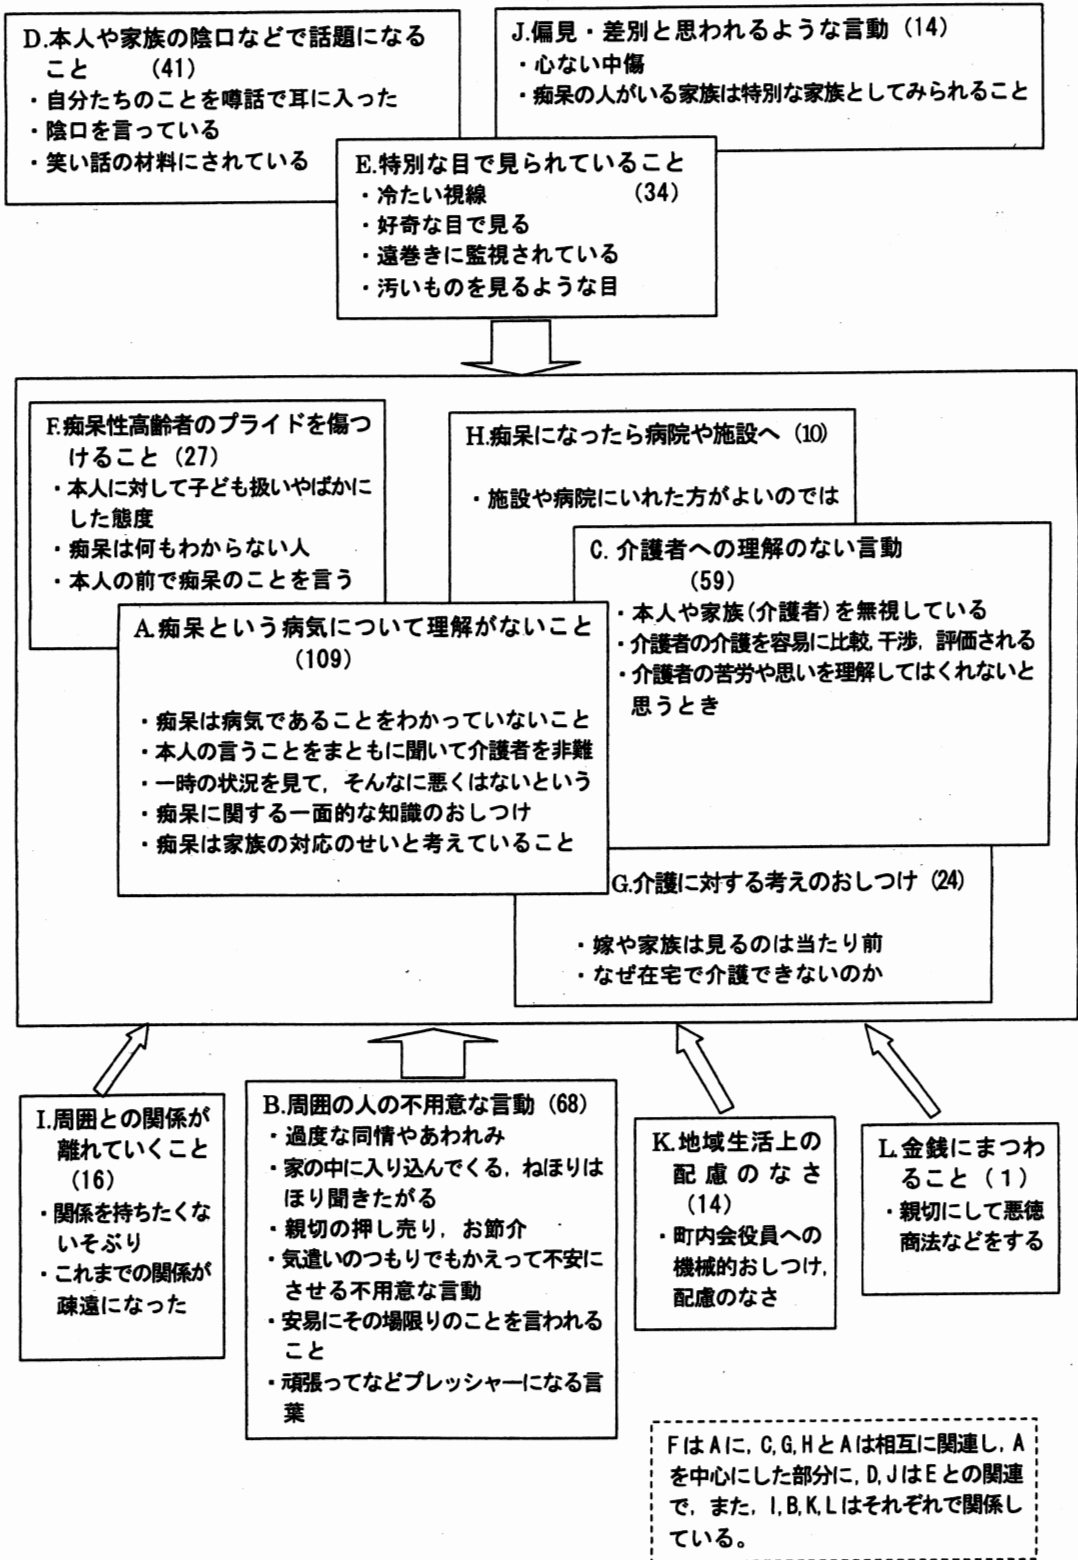 D.本人や家族の陰口などで話題になる
こと (41)
・自分たちのことを噂話で耳に入った
・陰口を言っている
・笑い話の材料にされている
J.偏見・差別と思われるような言動(14)
・心ない中傷
・痴呆の人がいる家族は特別な家族としてみられること
E.特別な目で見られていること
・冷たい視線 (34)
・好奇な目で見る
・遠巻きに監視されている
・汚いものを見るような目
F.痴呆性高齢者のプライドを傷つ
けること(27)
・本人に対して子ども扱いやばかに
した態度
・痴呆は何もわからない人
・本人の前で痴呆のことを言う
H.痴呆になったら病院や施設へ(10)
・施設や病院にいれた方がよいのでは
C.介護者への理解のない言動
(59)
・本人や家族(介護者)を無視している
・介護者の介護を容易に比較,干渉,評価される
・介護者の苦労や思いを理解してはくれないと
思うとき
A.痴呆という病気について理解がないこと
(109)
・痴呆は病気であることをわかっていないこと
・本人の言うことをまともに聞いて介護者を非難
・一時の状況を見て,そんなに悪くはないという
・痴呆に関する一面的な知識のおしつけ
・痴呆は家族の対応のせいと考えていること
G.介護に対する考えのおしつけ(24)
・嫁や家族は見るのは当たり前
・なぜ在宅で介護できないのか
I.周囲との関係が
離れていくこと
(16)
・関係を持ちたくな
いそぶり
・これまでの関係が
疎遠になった
B.周囲の人の不用意な言動(68)
・過度な同情やあわれみ
・家の中に入り込んでくる,ねほりは
ほり聞きたがる
・親切の押し売り,お節介
・気遣いのつもりでもかえって不安に
させる不用意な言動
・安易にその場限りのことを言われる
こと
・頑張ってなどプレッシャーになる言
葉
K.地域生活上の
配慮のなさ
(14)
・町内会役員への
機械的おしつけ,
配慮のなさ
L.金銭にまつわ
ること(1)
・親切にして悪徳
商法などをする
FはAに,C,G,HとAは相互に関連し,A
を中心にした部分に,D,JはEとの関連
で,また,I,B,K,Lはそれぞれで関係し
ている。